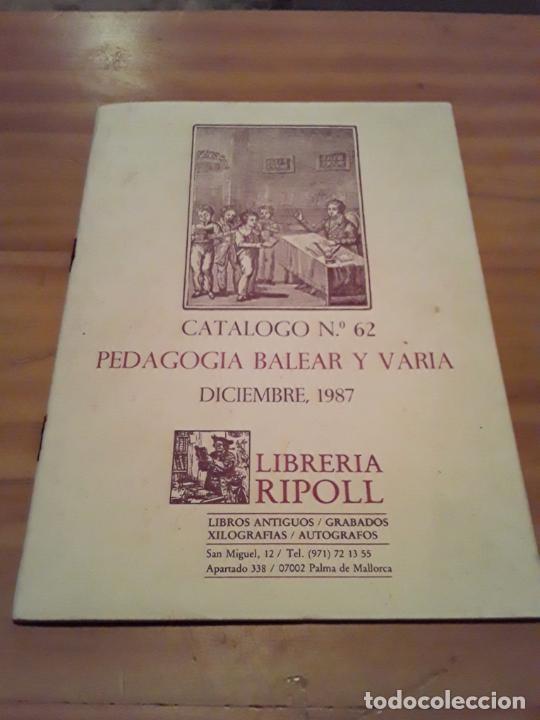 CATALOGO N.º 62
PEDAGOGIA BALEAR Y VARIA
DICIEMBRE, 1987
LIBRERIA
RIPOLL
LIBROS ANTIGUOS / GRABADOS
XILOGRAFIAS / AUTOGRAFOS
San Miguel, 12 / Tel. (971) 72 13 55
Apartado 338 / 07002 Palma de Mallorca
todocoleccion